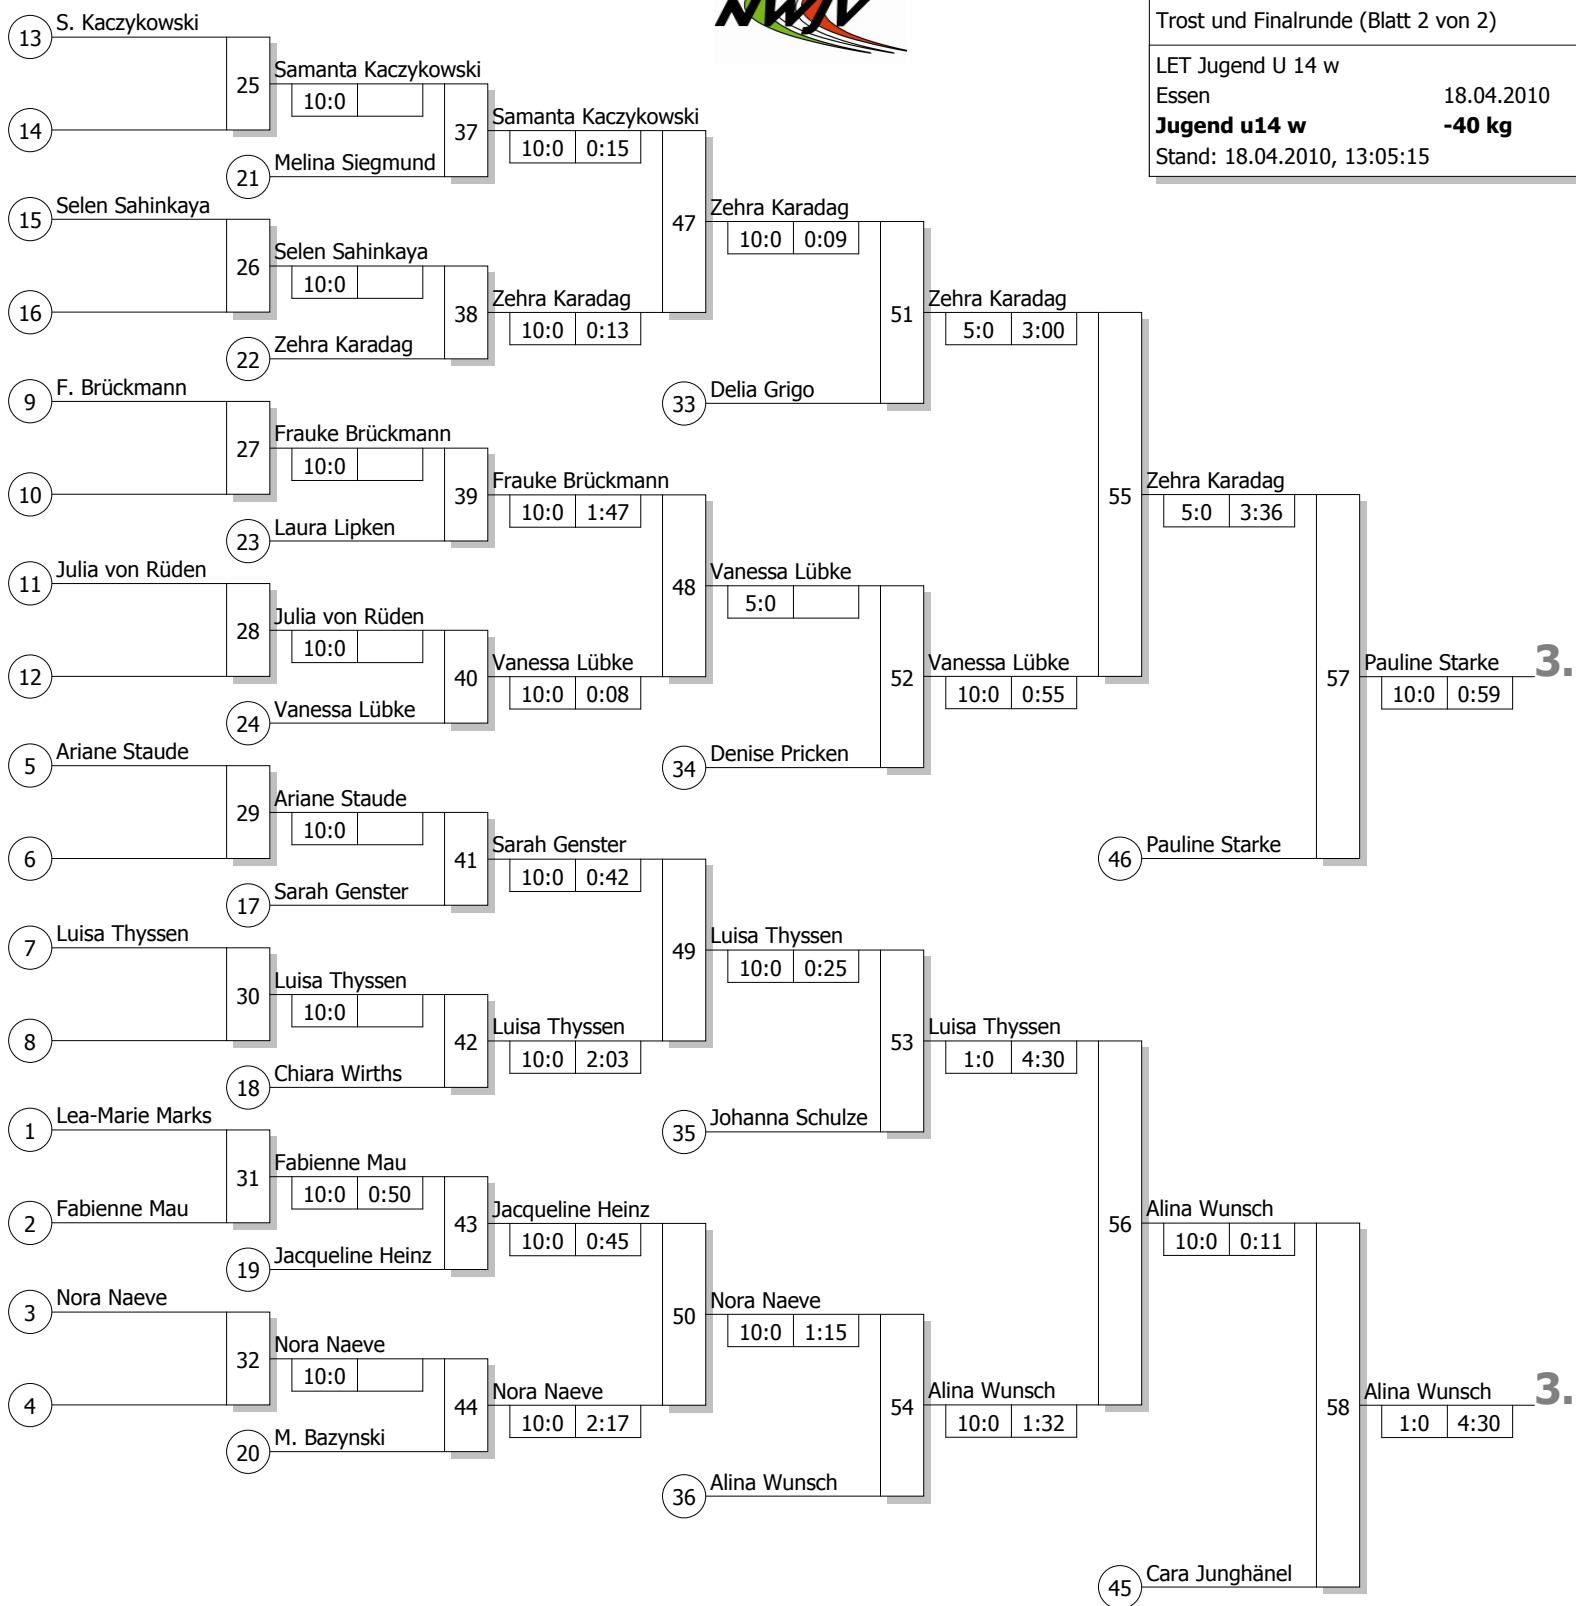 NWJV
Trost und Finalrunde (Blatt 2 von 2)
LET Jugend U 14 w
Essen 18.04.2010
Jugend u14 w -40 kg
Stand: 18.04.2010, 13:05:15
13 S. Kaczykowski
25 Samanta Kaczykowski
10:0
14
37 Samanta Kaczykowski
10:0 0:15
21 Melina Siegmund
15 Selen Sahinkaya
47 Zehra Karadag
10:0 0:09
26 Selen Sahinkaya
10:0
16
38 Zehra Karadag
10:0 0:13
22 Zehra Karadag
51 Zehra Karadag
5:0 3:00
9 F. Brückmann
33 Delia Grigo
27 Frauke Brückmann
10:0
10
39 Frauke Brückmann
10:0 1:47
23 Laura Lipken
55 Zehra Karadag
5:0 3:36
11 Julia von Rüden
48 Vanessa Lübke
5:0
28 Julia von Rüden
10:0
12
40 Vanessa Lübke
10:0 0:08
24 Vanessa Lübke
52 Vanessa Lübke
10:0 0:55
57 Pauline Starke 3.
10:0 0:59
5 Ariane Staude
34 Denise Pricken
29 Ariane Staude
10:0
6
41 Sarah Genster
10:0 0:42
46 Pauline Starke
17 Sarah Genster
7 Luisa Thyssen
49 Luisa Thyssen
10:0 0:25
30 Luisa Thyssen
10:0
8
42 Luisa Thyssen
10:0 2:03
18 Chiara Wirths
53 Luisa Thyssen
1:0 4:30
1 Lea-Marie Marks
35 Johanna Schulze
31 Fabienne Mau
10:0 0:50
2 Fabienne Mau
43 Jacqueline Heinz
10:0 0:45
19 Jacqueline Heinz
56 Alina Wunsch
10:0 0:11
3 Nora Naeve
50 Nora Naeve
10:0 1:15
32 Nora Naeve
10:0
4
44 Nora Naeve
10:0 2:17
20 M. Bazynski
54 Alina Wunsch
10:0 1:32
58 Alina Wunsch 3.
1:0 4:30
36 Alina Wunsch
45 Cara Junghänel